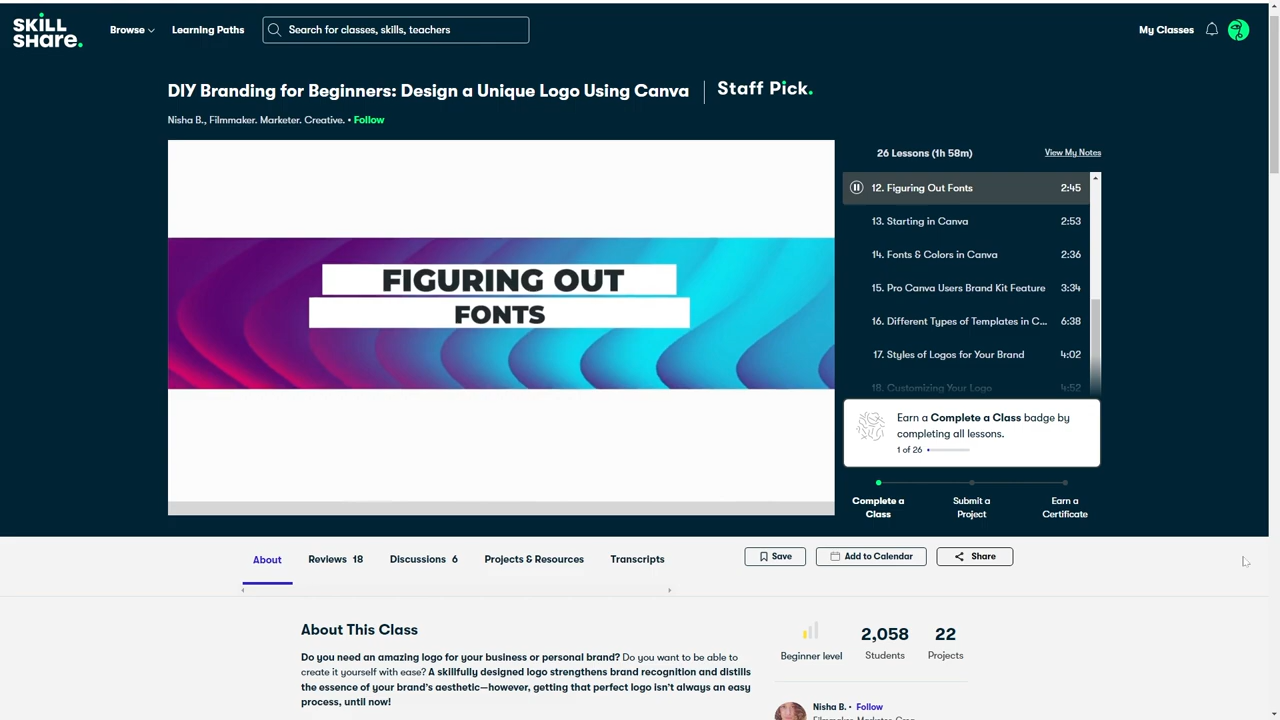 SKILL
SHARE.
Browse
Learning Paths
Search for classes, skills, teachers
My Classes
DIY Branding for Beginners: Design a Unique Logo Using Canva
Staff Pick.
Nisha B., Filmmaker. Marketer. Creative. • Follow
26 Lessons (1h 58m)
View My Notes
FIGURING OUT
FONTS
12. Figuring Out Fonts 2:45
13. Starting in Canva 2:53
14. Fonts & Colors in Canva 2:36
15. Pro Canva Users Brand Kit Feature 3:34
16. Different Types of Templates in C... 6:38
17. Styles of Logos for Your Brand 4:02
18. Customizing Your Logo 4:52
Earn a Complete a Class badge by
completing all lessons.
1 of 26
Complete a
Class
Submit a
Project
Earn a
Certificate
About
Reviews 18
Discussions 6
Projects & Resources
Transcripts
Save
Add to Calendar
Share
About This Class
Do you need an amazing logo for your business or personal brand? Do you want to be able to
create it yourself with ease? A skillfully designed logo strengthens brand recognition and distills
the essence of your brand's aesthetic—however, getting that perfect logo isn't always an easy
process, until now!
Beginner level
2,058
Students
22
Projects
Nisha B. • Follow
Filmmaker. Marketer. Crea...